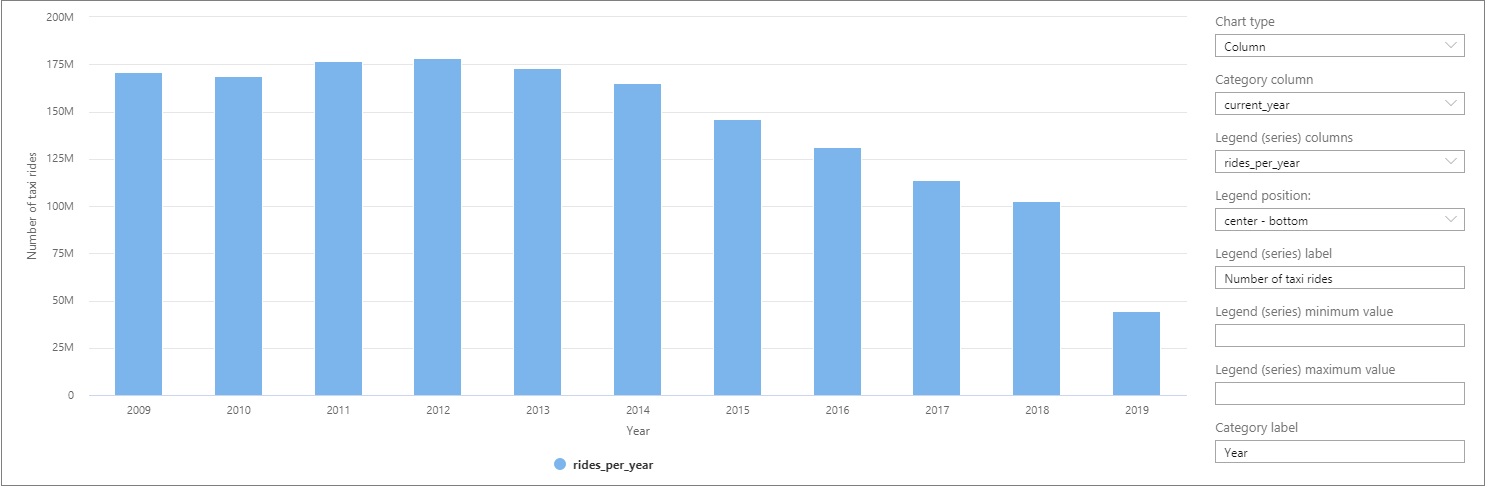 200M
175M
150M
125M
100M
75M
50M
25M
0
Number of taxi rides
2009 2010 2011 2012 2013 2014 2015 2016 2017 2018 2019
Year
rides_per_year
Chart type
Column
Category column
current_year
Legend (series) columns
rides_per_year
Legend position:
center - bottom
Legend (series) label
Number of taxi rides
Legend (series) minimum value
Legend (series) maximum value
Category label
Year